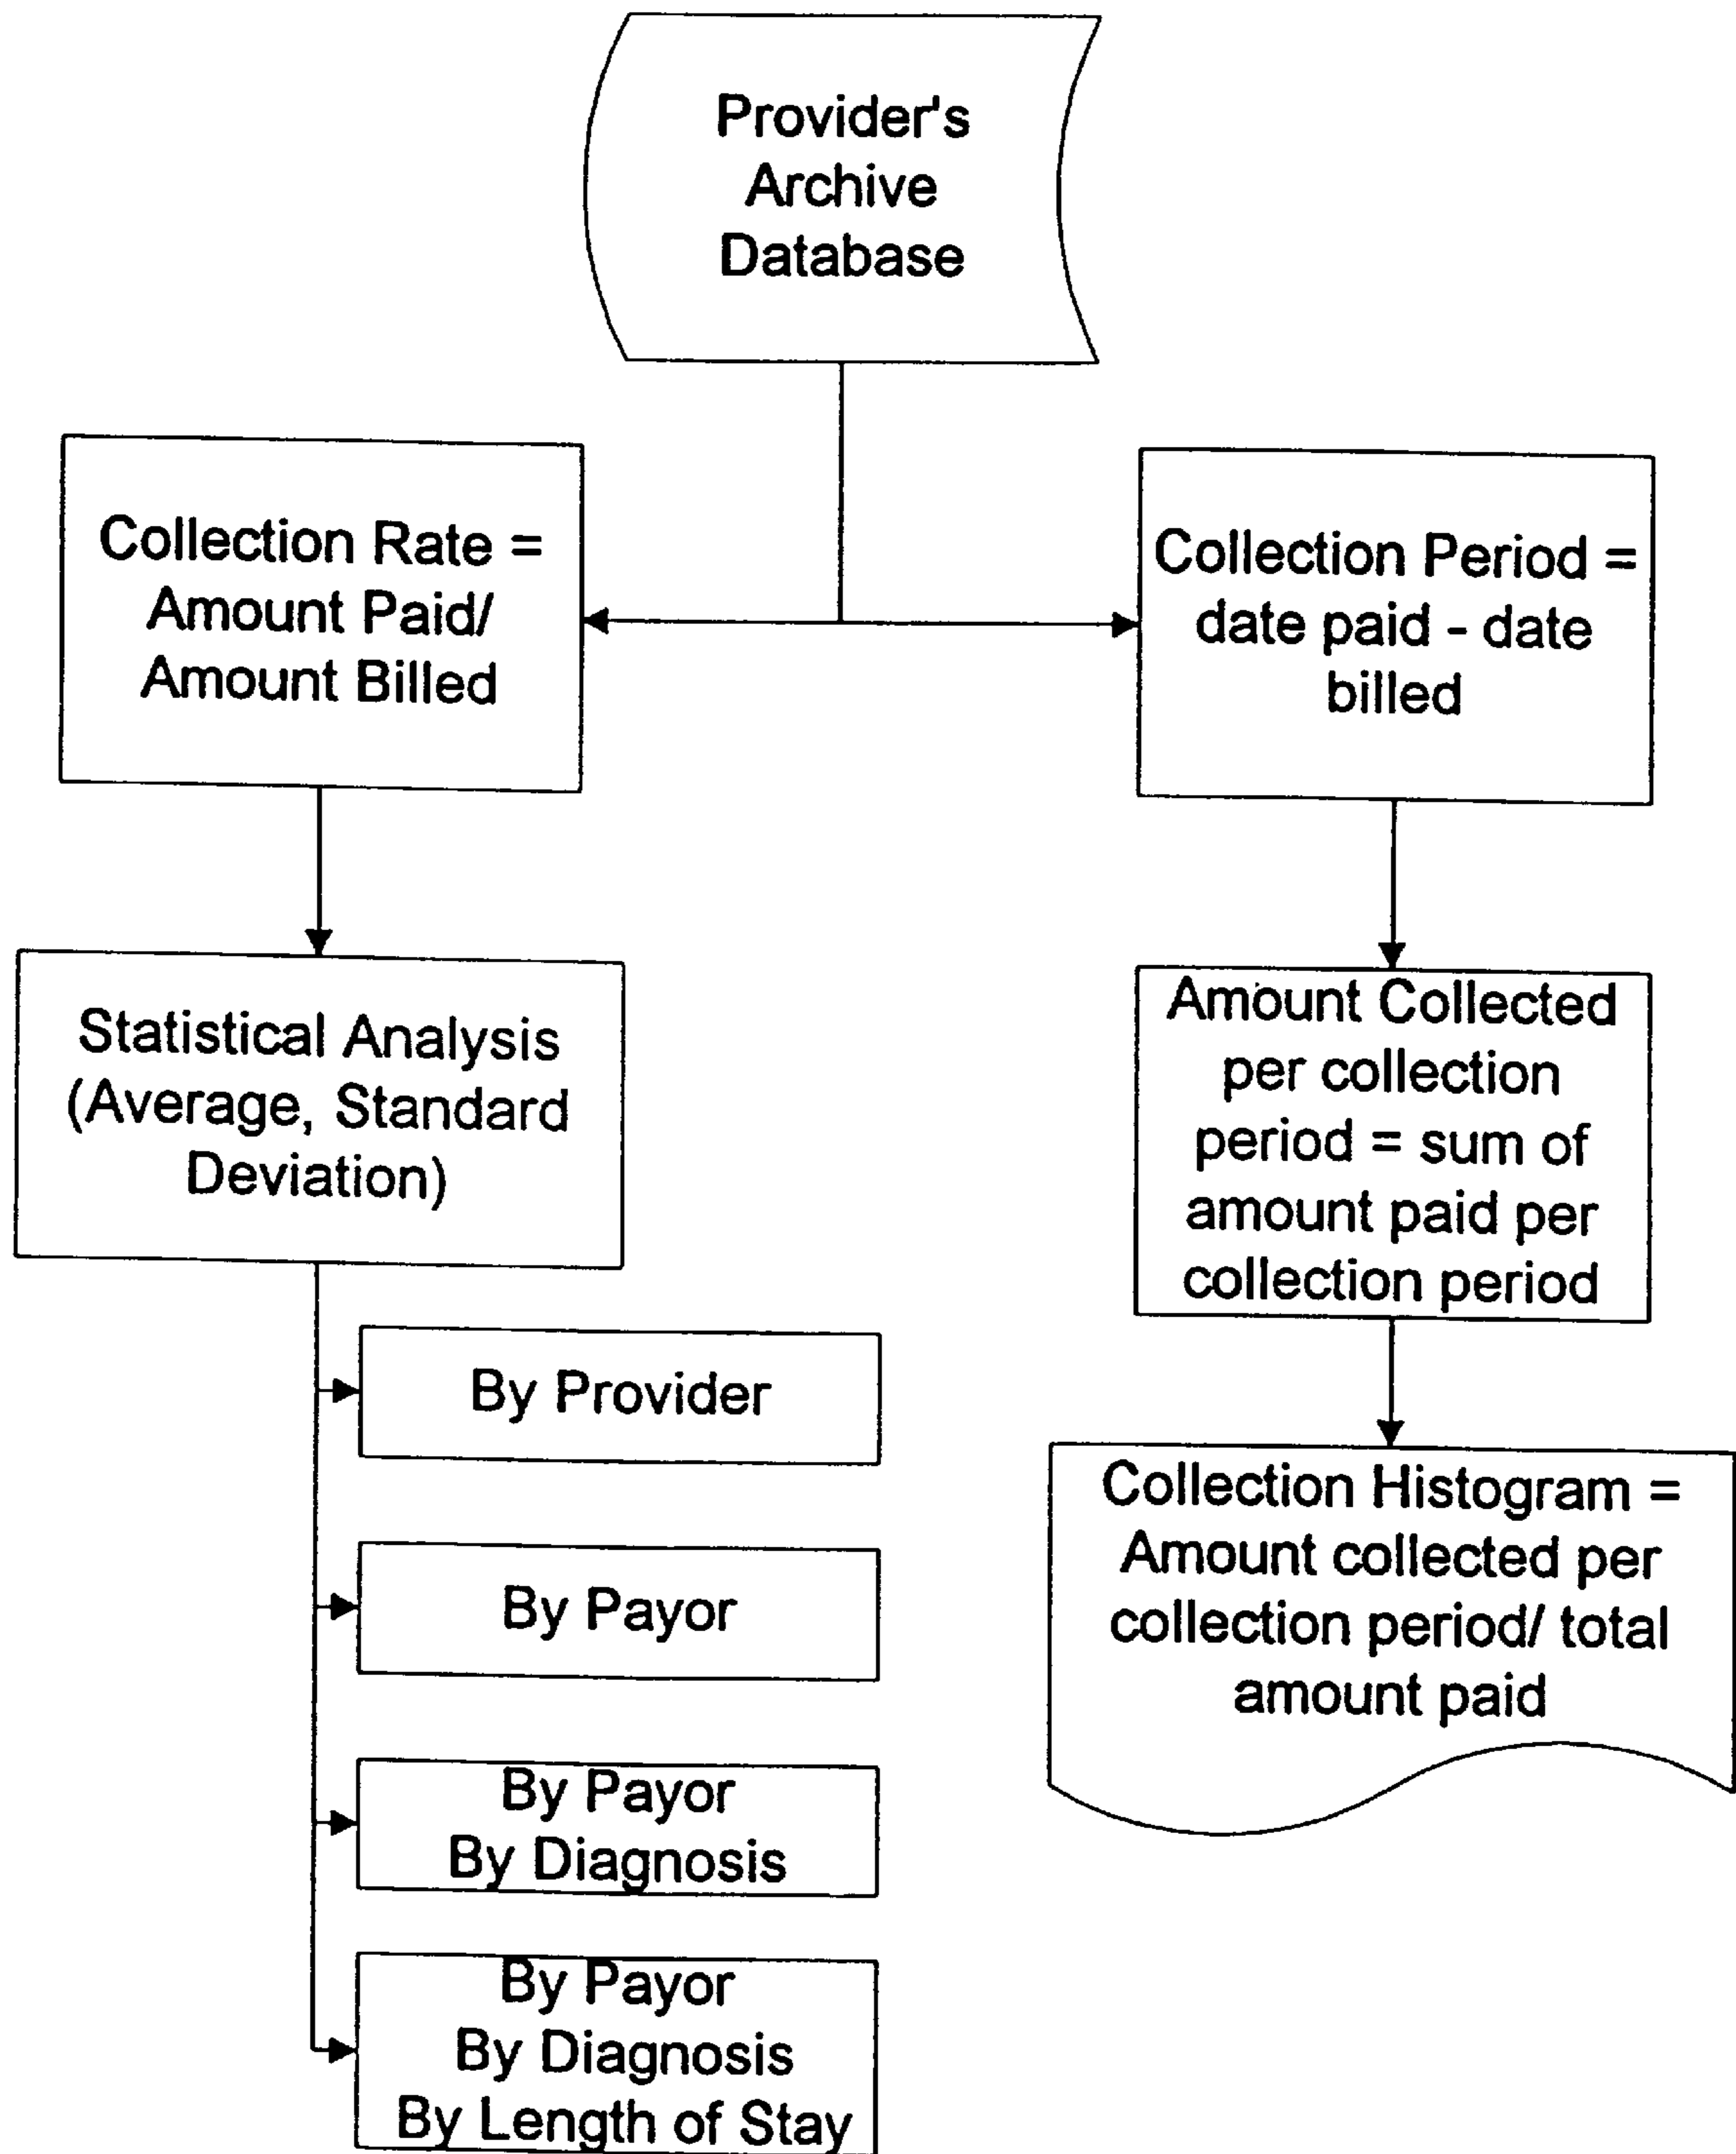 Provider's
Archive
Database
Collection Rate =
Amount Paid/
Amount Billed
Collection Period =
date paid - date
billed
Statistical Analysis
(Average, Standard
Deviation)
Amount Collected
per collection
period = sum of
amount paid per
collection period
By Provider
By Payor
By Payor
By Diagnosis
By Payor
By Diagnosis
By Length of Stay
Collection Histogram =
Amount collected per
collection period/ total
amount paid